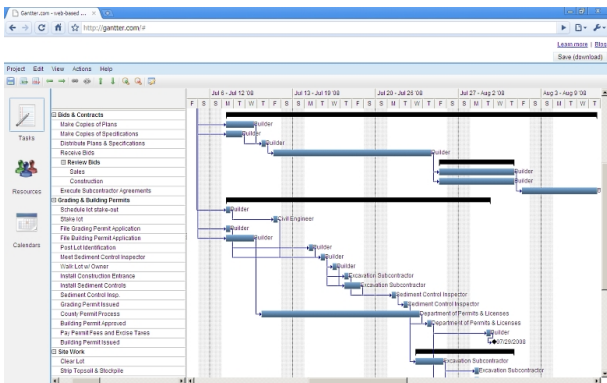 Gantter.com - web-based ...
http://gantter.com/#
Learn more | Blog
Save (download)
Project Edit View Actions Help
Jul 6 - Jul 12 '08 Jul 13 - Jul 19 '08 Jul 20 - Jul 26 '08 Jul 27 - Aug 2 '08 Aug 3 - Aug 9 '08
F S S M T W T F S S M T W T F S S M T W T F S S M T W T F S S M T W T
Tasks
Resources
Calendars
Bids & Contracts
Make Copies of Plans Builder
Make Copies of Specifications Builder
Distribute Plans & Specifications Builder
Receive Bids Builder
Review Bids
Sales Builder
Construction Builder
Execute Subcontractor Agreements
Grading & Building Permits
Schedule lot stake-out Builder
Stake lot Civil Engineer
File Grading Permit Application Builder
File Building Permit Application Builder
Post Lot Identification Builder
Meet Sediment Control Inspector Builder
Walk Lot w/ Owner Builder
Install Construction Entrance Excavation Subcontractor
Install Sediment Controls Excavation Subcontractor
Sediment Control Insp. Sediment Control Inspector
Grading Permit Issued Sediment Control Inspector
County Permit Process Department of Permits & Licenses
Building Permit Approved Department of Permits & Licenses
Pay Permit Fees and Excise Taxes Builder
Building Permit Issued 07/29/2008
Site Work
Clear Lot Excavation Subcontractor
Strip Topsoil & Stockpile Excavation Subcontractor